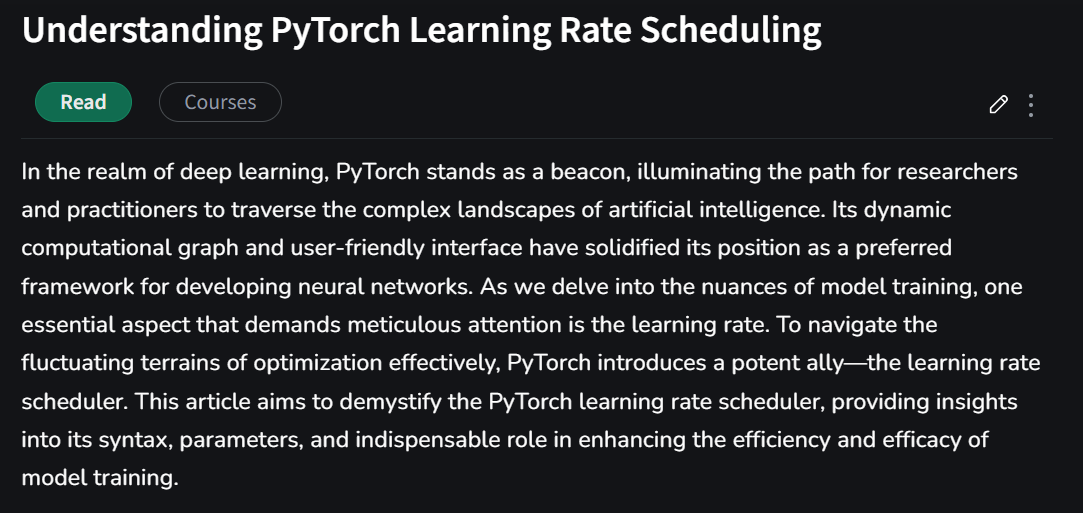 Understanding PyTorch Learning Rate Scheduling
Read
Courses
In the realm of deep learning, PyTorch stands as a beacon, illuminating the path for researchers
and practitioners to traverse the complex landscapes of artificial intelligence. Its dynamic
computational graph and user-friendly interface have solidified its position as a preferred
framework for developing neural networks. As we delve into the nuances of model training, one
essential aspect that demands meticulous attention is the learning rate. To navigate the
fluctuating terrains of optimization effectively, PyTorch introduces a potent ally—the learning rate
scheduler. This article aims to demystify the PyTorch learning rate scheduler, providing insights
into its syntax, parameters, and indispensable role in enhancing the efficiency and efficacy of
model training.